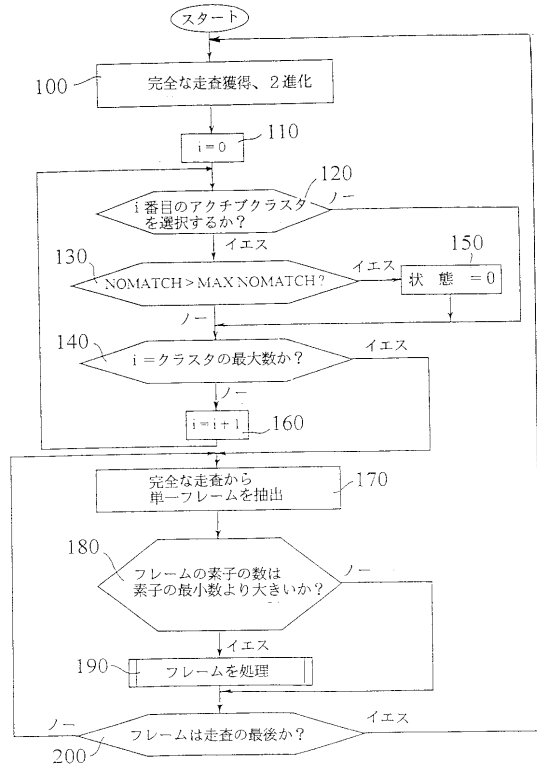 スタート
100
完全な走査獲得、2進化
110
i=0
120
i番目のアクチブクラスタ
を選択するか?
ノー
イエス
130
NOMATCH>MAX NOMATCH?
イエス
150
状 態 =0
ノー
140
i=クラスタの最大数か?
イエス
ノー
i=i+1
160
完全な走査から
単一フレームを抽出
170
180
フレームの素子の数は
素子の最小数より大きいか?
ノー
イエス
190
フレームを処理
ノー
フレームは走査の最後か?
イエス
200